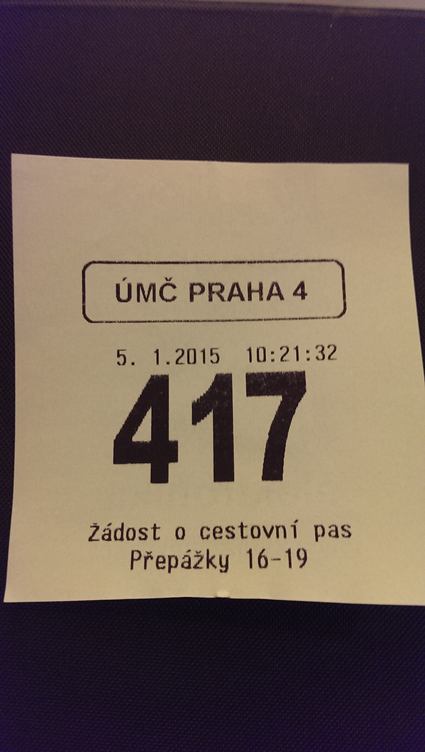 ÚMČ PRAHA 4
5. 1.2015 10:21:32
417
Žádost o cestovní pas
Přepážky 16-19